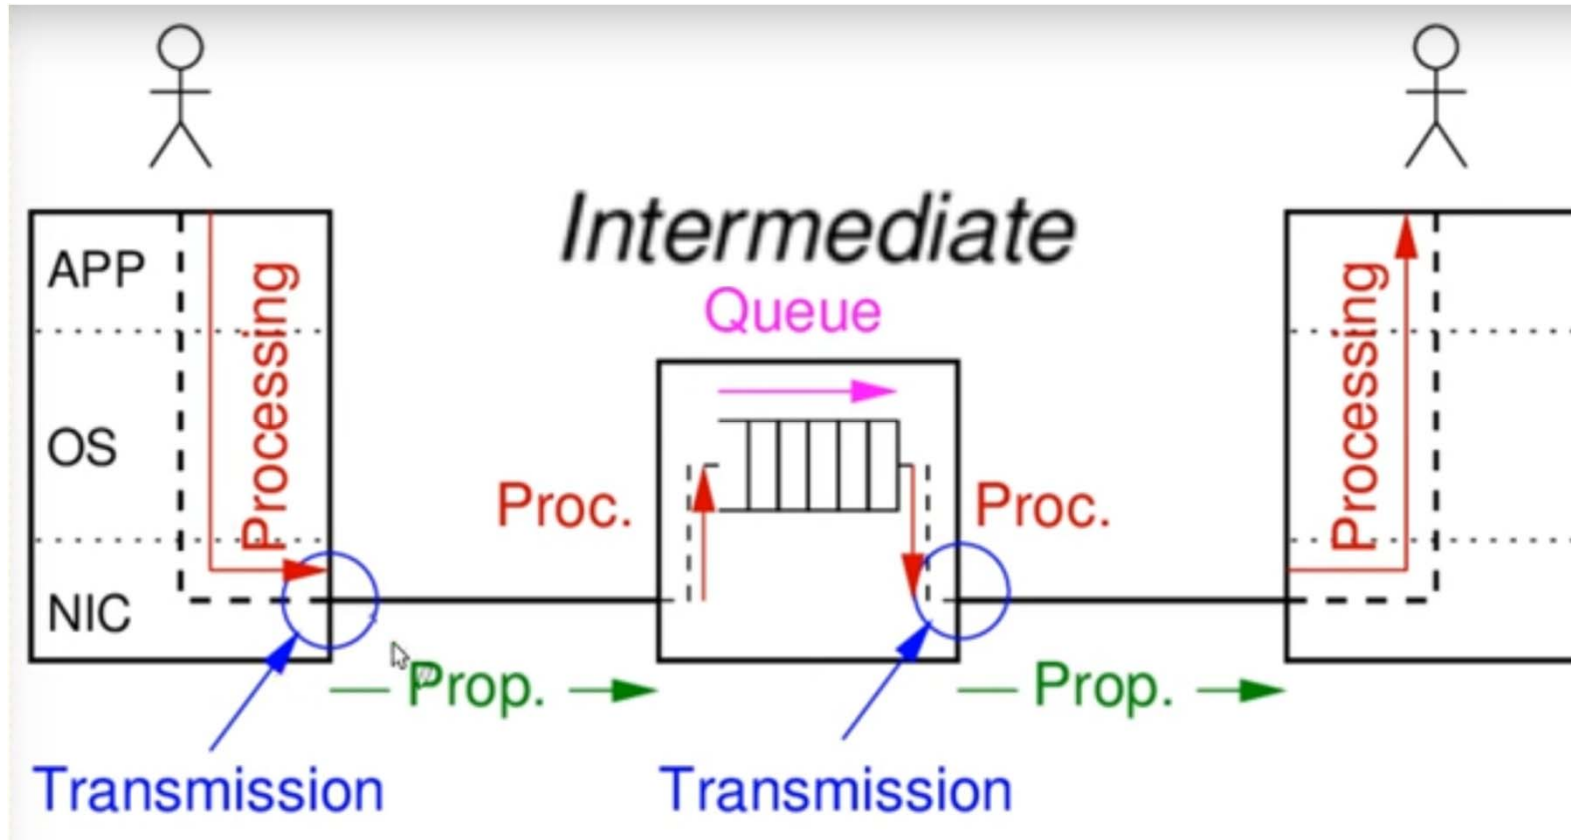 Intermediate
Queue
APP
OS
NIC
Processing
Proc.
Proc.
Processing
Prop.
Prop.
Transmission
Transmission